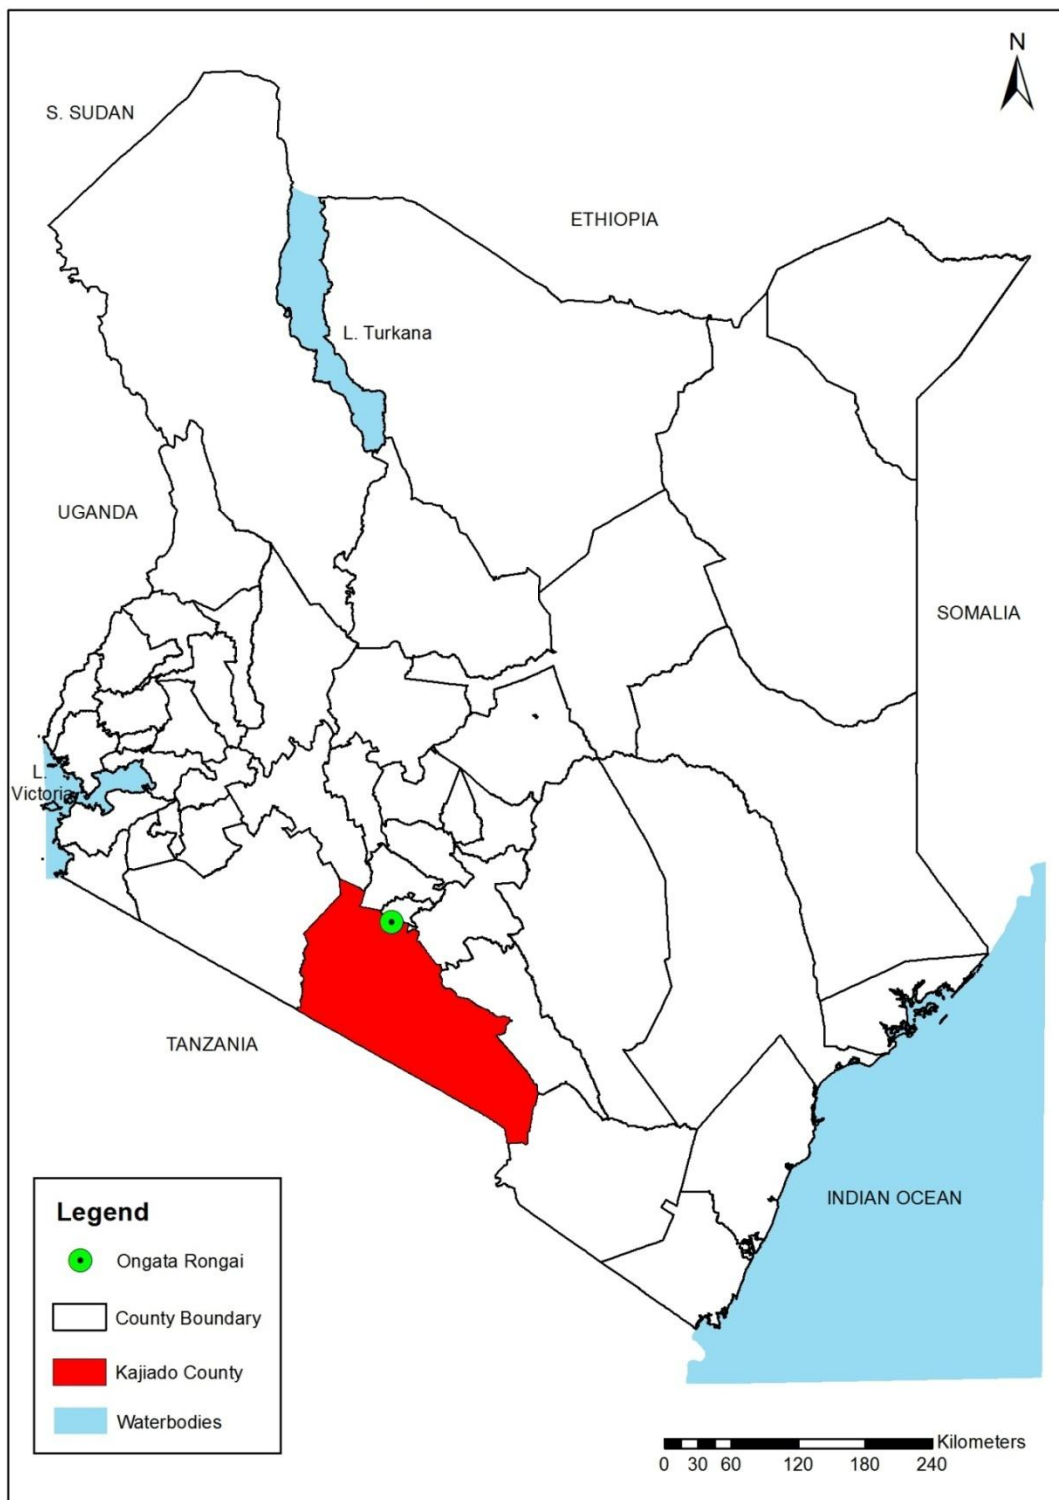 N
S. SUDAN
ETHIOPIA
L. Turkana
UGANDA
SOMALIA
L.
Victoria
TANZANIA
INDIAN OCEAN
Legend
Ongata Rongai
County Boundary
Kajiado County
Waterbodies
Kilometers
0 30 60 120 180 240